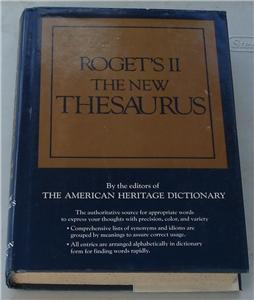 ROGET'S II
THE NEW
THESAURUS
By the editors of
THE AMERICAN HERITAGE DICTIONARY
The authoritative source for appropriate words
to express your thoughts with precision, color, and variety
• Comprehensive lists of synonyms and idioms are
grouped by meanings to assure correct usage.
• All entries are arranged alphabetically in dictionary
form for finding words rapidly.